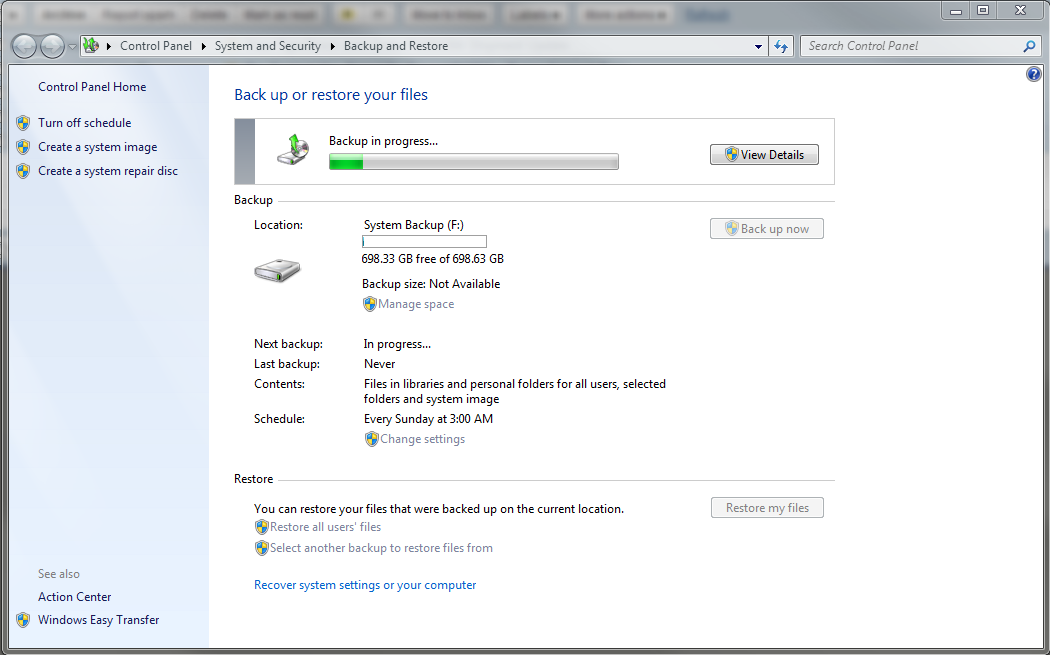 Control Panel ▸ System and Security ▸ Backup and Restore
Search Control Panel
Control Panel Home
Turn off schedule
Create a system image
Create a system repair disc
Back up or restore your files
Backup in progress...
View Details
Backup
Location:
System Backup (F:)
Back up now
698.33 GB free of 698.63 GB
Backup size: Not Available
Manage space
Next backup:
In progress...
Last backup:
Never
Contents:
Files in libraries and personal folders for all users, selected
folders and system image
Schedule:
Every Sunday at 3:00 AM
Change settings
Restore
You can restore your files that were backed up on the current location.
Restore my files
Restore all users' files
Select another backup to restore files from
Recover system settings or your computer
See also
Action Center
Windows Easy Transfer